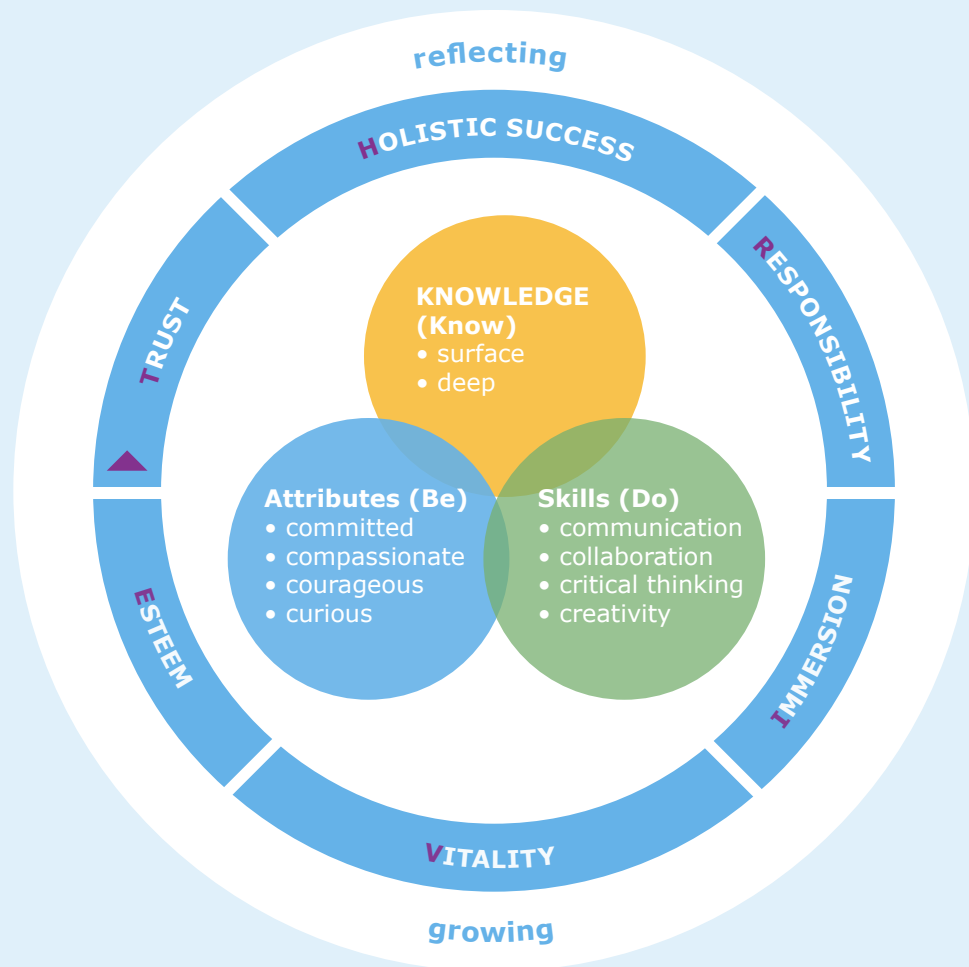 reflecting
TRUST
HOLISTIC SUCCESS
RESPONSIBILITY
IMMERSION
VITALITY
ESTEEM
KNOWLEDGE
(Know)
• surface
• deep
Attributes (Be)
• committed
• compassionate
• courageous
• curious
Skills (Do)
• communication
• collaboration
• critical thinking
• creativity
growing